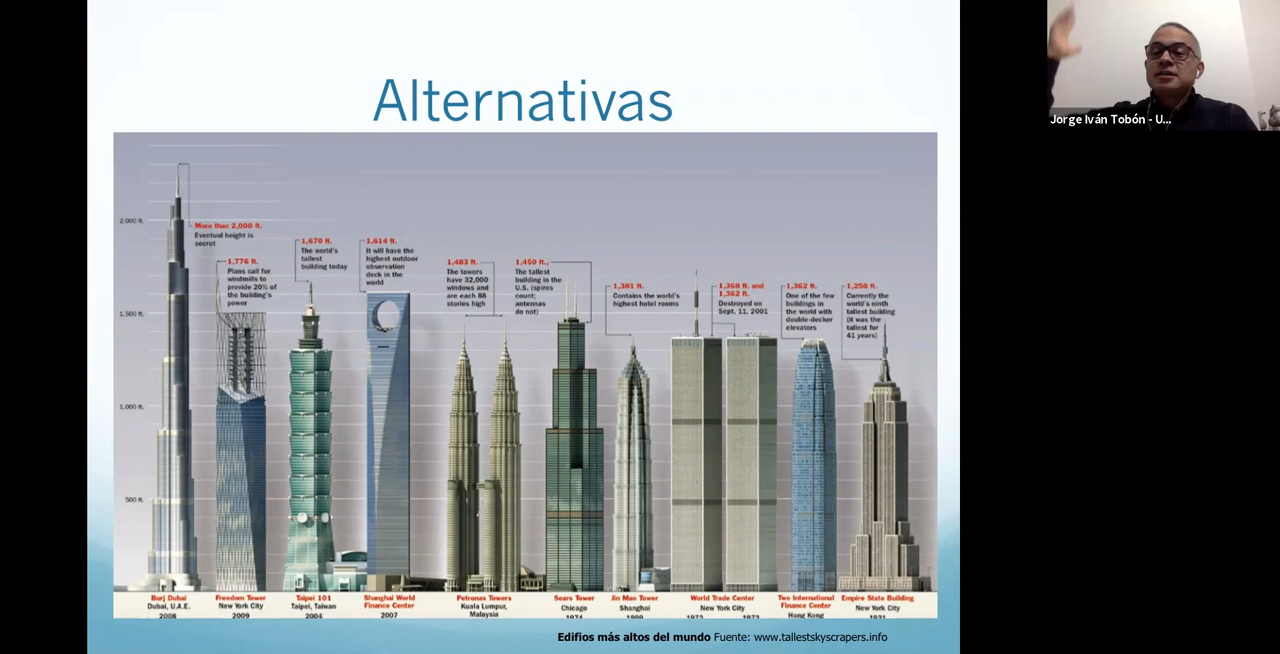 Alternativas
2,000 ft.
1,500 ft.
1,000 ft.
500 ft.
More than 2,000 ft.
Eventual height is
secret
1,776 ft.
Plans call for
windmills to
provide 20% of
the building's
power
1,670 ft.
The world's
tallest
building today
1,614 ft.
It will have the
highest outdoor
observation
deck in the
world
1,483 ft.
The towers
have 32,000
windows and
are each 88
stories high
1,450 ft.,
The tallest
building in the
U.S. (spires
count;
antennas
do not)
1,381 ft.
Contains the world's
highest hotel rooms
1,368 ft. and
1,362 ft.
Destroyed on
Sept. 11, 2001
1,362 ft.
One of the few
buildings in
the world with
double-decker
elevators
1,250 ft.
Currently the
world's ninth
tallest building
(it was the
tallest for
41 years)
Burj Dubai
Dubai, U.A.E.
2008
Freedom Tower
New York City
2009
Taipei 101
Taipei, Taiwan
2004
Shanghai World
Finance Center
2007
Petronas Towers
Kuala Lumpur,
Malaysia
Sears Tower
Chicago
1974
Jin Mao Tower
Shanghai
1999
World Trade Center
New York City
1972 1973
Two International
Finance Center
Hong Kong
Empire State Building
New York City
1931
Edifios más altos del mundo Fuente: www.tallestskyscrapers.info
Jorge Iván Tobón - U...